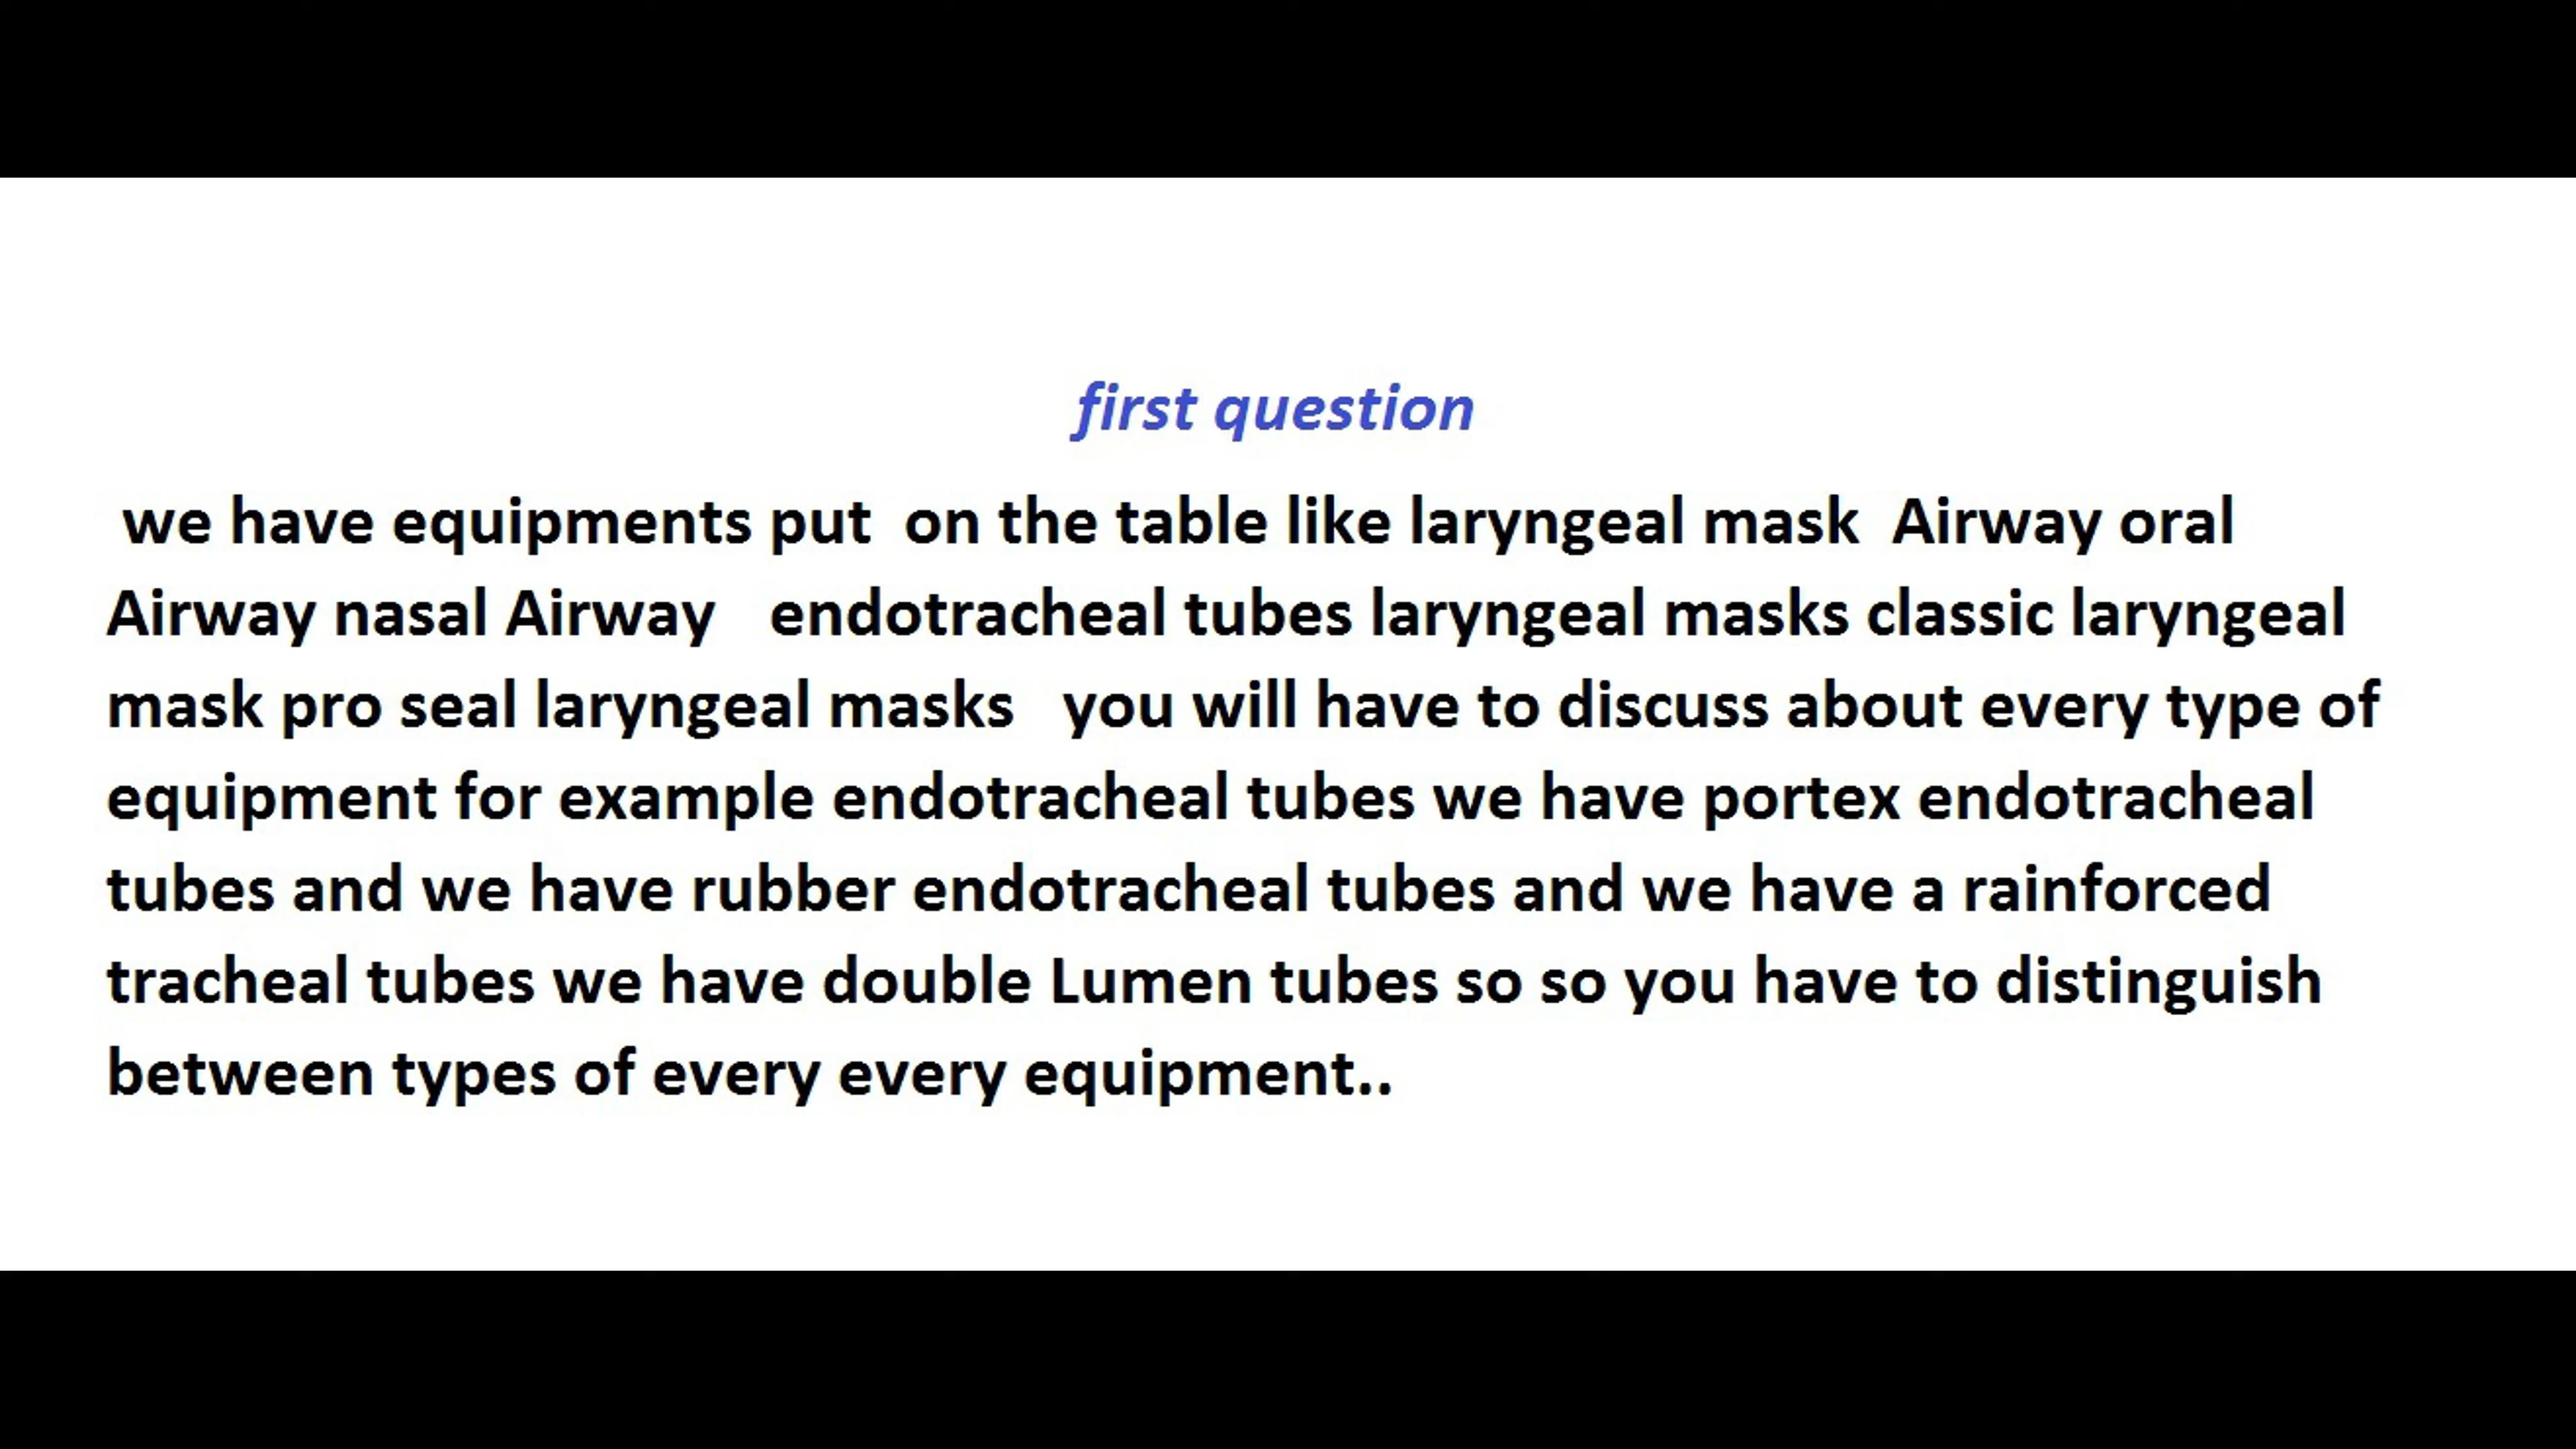 first question
we have equipments put on the table like laryngeal mask Airway oral
Airway nasal Airway endotracheal tubes laryngeal masks classic laryngeal
mask pro seal laryngeal masks you will have to discuss about every type of
equipment for example endotracheal tubes we have portex endotracheal
tubes and we have rubber endotracheal tubes and we have a rainforced
tracheal tubes we have double Lumen tubes so so you have to distinguish
between types of every every equipment..